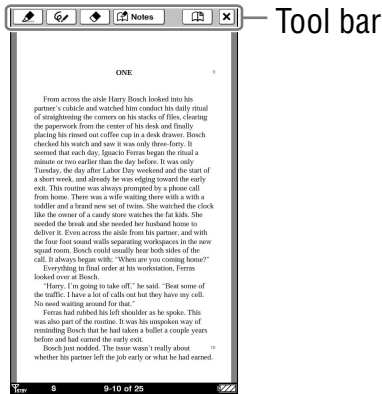 Notes
Tool bar
ONE
9
From across the aisle Harry Bosch looked into his
partner's cubicle and watched him conduct his daily ritual
of straightening the corners on his stacks of files, clearing
the paperwork from the center of his desk and finally
placing his rinsed out coffee cup in a desk drawer. Bosch
checked his watch and saw it was only three-forty. It
seemed that each day, Ignacio Ferras began the ritual a
minute or two earlier than the day before. It was only
Tuesday, the day after Labor Day weekend and the start of
a short week, and already he was edging toward the early
exit. This routine was always prompted by a phone call
from home. There was a wife waiting there with a with a
toddler and a brand new set of twins. She watched the clock
like the owner of a candy store watches the fat kids. She
needed the break and she needed her husband home to
deliver it. Even across the aisle from his partner, and with
the four foot sound walls separating workspaces in the new
squad room, Bosch could usually hear both sides of the
call. It always began with; "When are you coming home?"
Everything in final order at his workstation, Ferras
looked over at Bosch.
"Harry, I'm going to take off," he said. "Beat some of
the traffic. I have a lot of calls out but they have my cell.
No need waiting around for that."
Ferras had rubbed his left shoulder as he spoke. This
was also part of the routine. It was his unspoken way of
reminding Bosch that he had taken a bullet a couple years
before and had earned the early exit.
Bosch just nodded. The issue wasn't really about 10
whether his partner left the job early or what he had earned.
STBY S 9-10 of 25